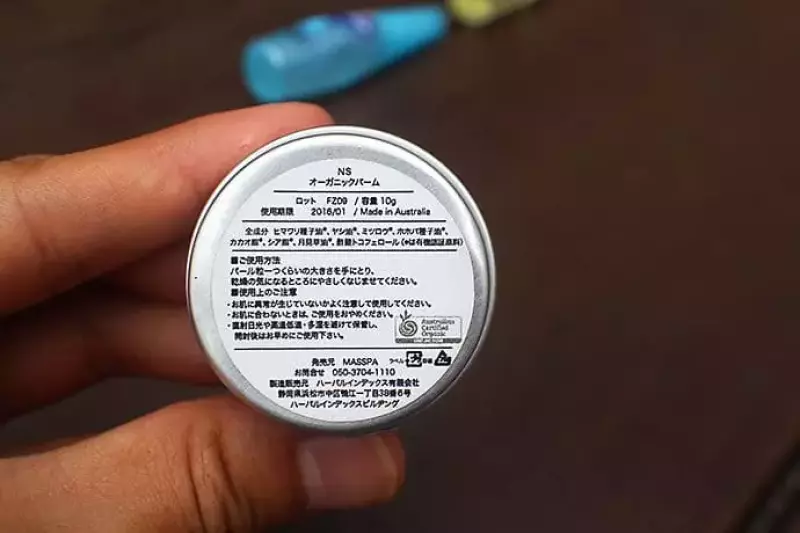 NS
オーガニックバーム
ロット FZ09 / 容量 10g
使用期限 2016/01 / Made in Australia
全成分 ヒマワリ種子油*、ヤシ油*、ミツロウ*、ホホバ種子油*、
カカオ脂*、シア脂*、月見草油*、酢酸トコフェロール (*は有機認証原料)
■ご使用方法
パール粒一つくらいの大きさを手にとり、
乾燥の気になるところにやさしくなじませてください。
■使用上のご注意
・お肌に異常が生じていないかよく注意して使用してください。
・お肌に合わないときは、ご使用をおやめください。
・直射日光や高温低温・多湿を避けて保管し、
開封後はお早めにご使用下さい。
Australian
Certified
Organic
発売元 MASSPA ラベル 容器
お問合せ 050-3704-1110
製造販売元 ハーバルインデックス有限会社
静岡県浜松市中区鴨江一丁目38番6号
ハーバルインデックスビルヂング